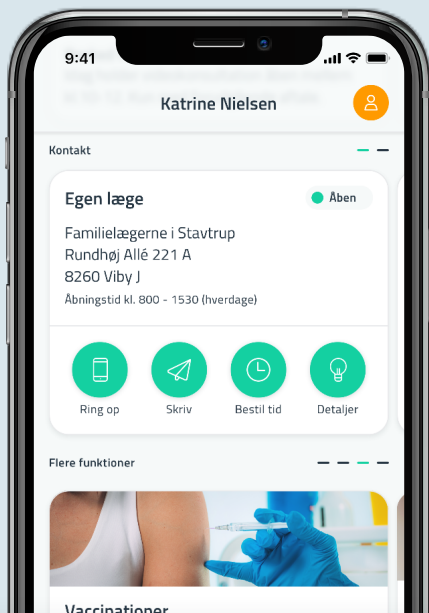 9:41
Katrine Nielsen
Kontakt
Egen læge
Åben
Familielægerne i Stavtrup
Rundhøj Allé 221 A
8260 Viby J
Åbningstid kl. 800 - 1530 (hverdage)
Ring op
Skriv
Bestil tid
Detaljer
Flere funktioner
Vaccinationer